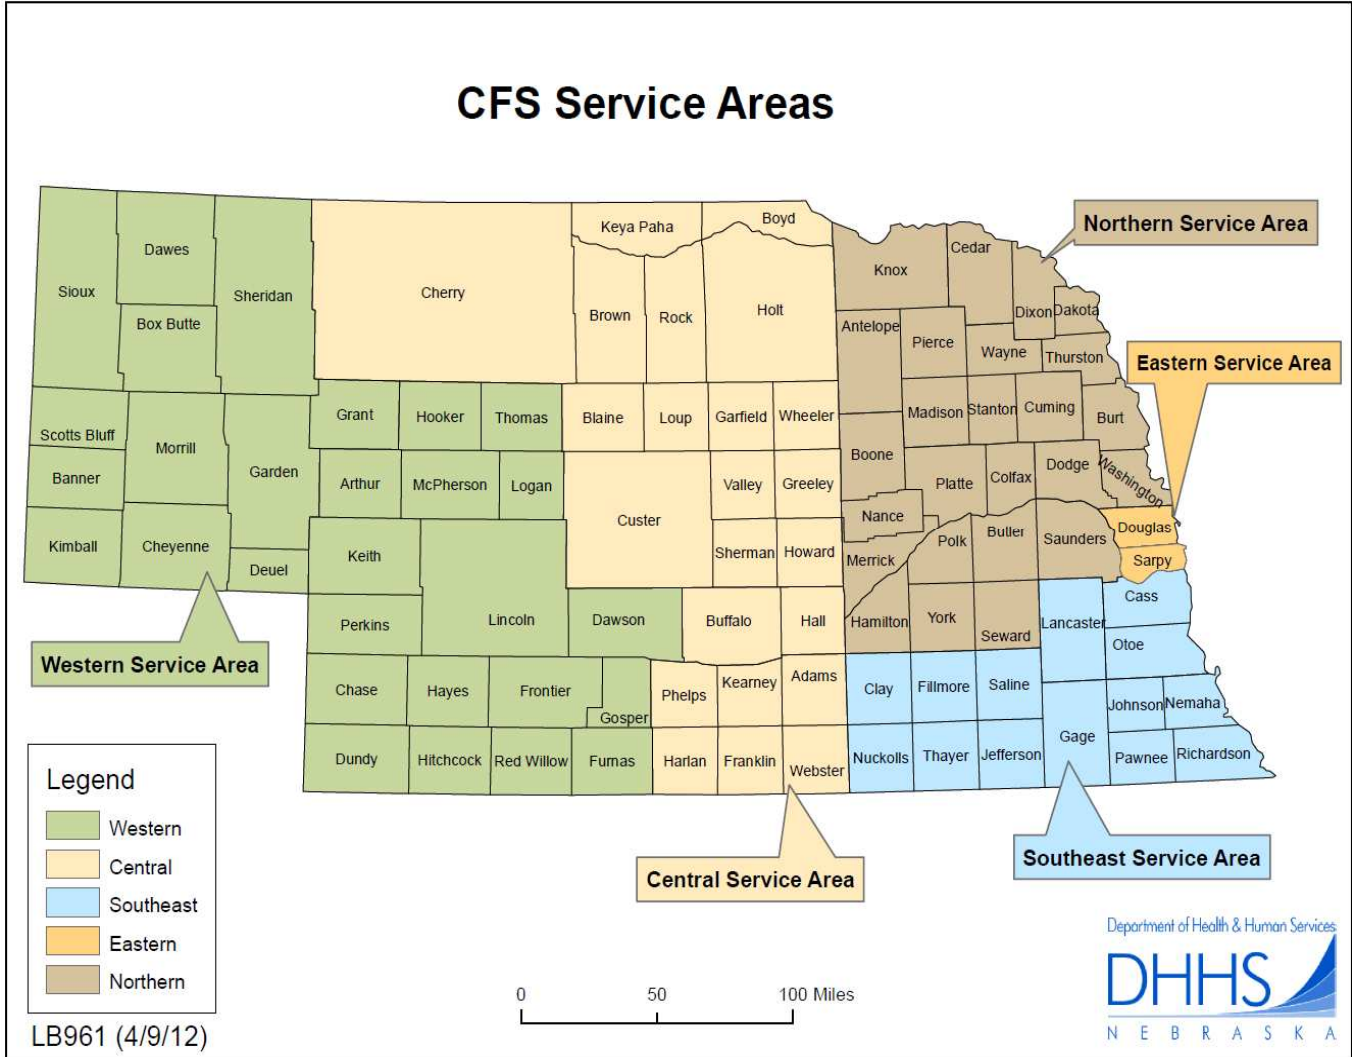 CFS Service Areas
Northern Service Area
Eastern Service Area
Western Service Area
Central Service Area
Southeast Service Area
Sioux
Dawes
Box Butte
Sheridan
Scotts Bluff
Banner
Kimball
Morrill
Cheyenne
Garden
Deuel
Grant
Hooker
Thomas
Arthur
McPherson
Logan
Keith
Lincoln
Perkins
Dawson
Chase
Hayes
Frontier
Gosper
Dundy
Hitchcock
Red Willow
Furnas
Cherry
Keya Paha
Boyd
Brown
Rock
Holt
Blaine
Loup
Garfield
Wheeler
Custer
Valley
Greeley
Sherman
Howard
Buffalo
Hall
Phelps
Kearney
Adams
Harlan
Franklin
Webster
Knox
Cedar
Dixon
Dakota
Antelope
Pierce
Wayne
Thurston
Madison
Stanton
Cuming
Burt
Boone
Platte
Colfax
Dodge
Washington
Nance
Merrick
Polk
Butler
Saunders
Hamilton
York
Seward
Douglas
Sarpy
Cass
Lancaster
Otoe
Clay
Fillmore
Saline
Gage
Johnson
Nemaha
Nuckolls
Thayer
Jefferson
Pawnee
Richardson
Legend
Western
Central
Southeast
Eastern
Northern
LB961 (4/9/12)
0 50 100 Miles
Department of Health & Human Services
DHHS
NEBRASKA